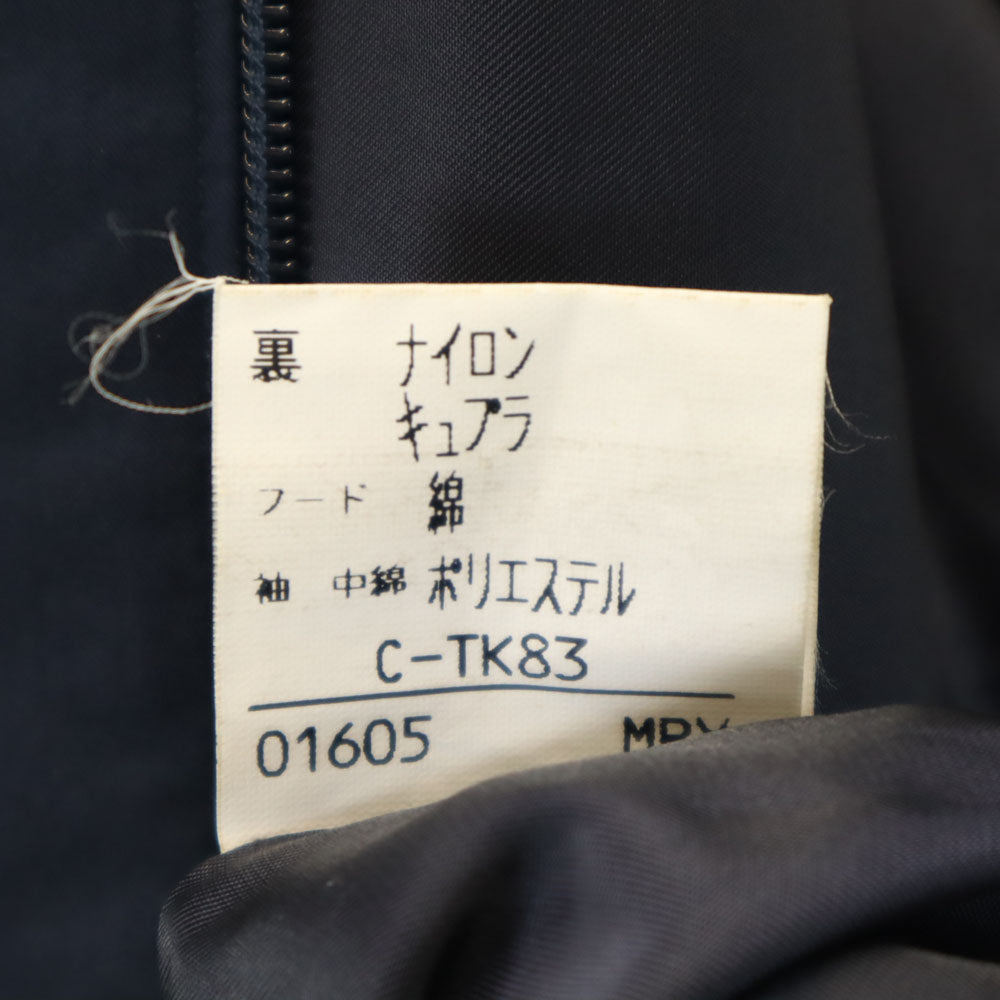 裏 ナイロン
キュプラ
フード 綿
袖 中綿 ポリエステル
C-TK83
01605